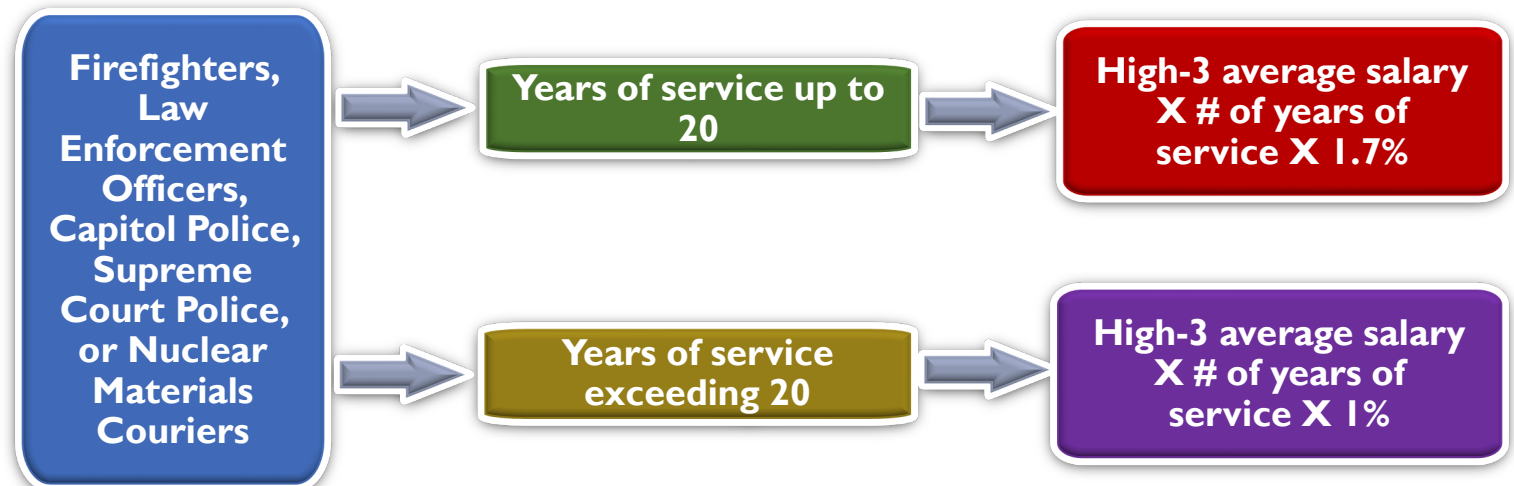 Firefighters,
Law
Enforcement
Officers,
Capitol Police,
Supreme
Court Police,
or Nuclear
Materials
Couriers
Years of service up to
20
High-3 average salary
X # of years of
service X 1.7%
Years of service
exceeding 20
High-3 average salary
X # of years of
service X 1%